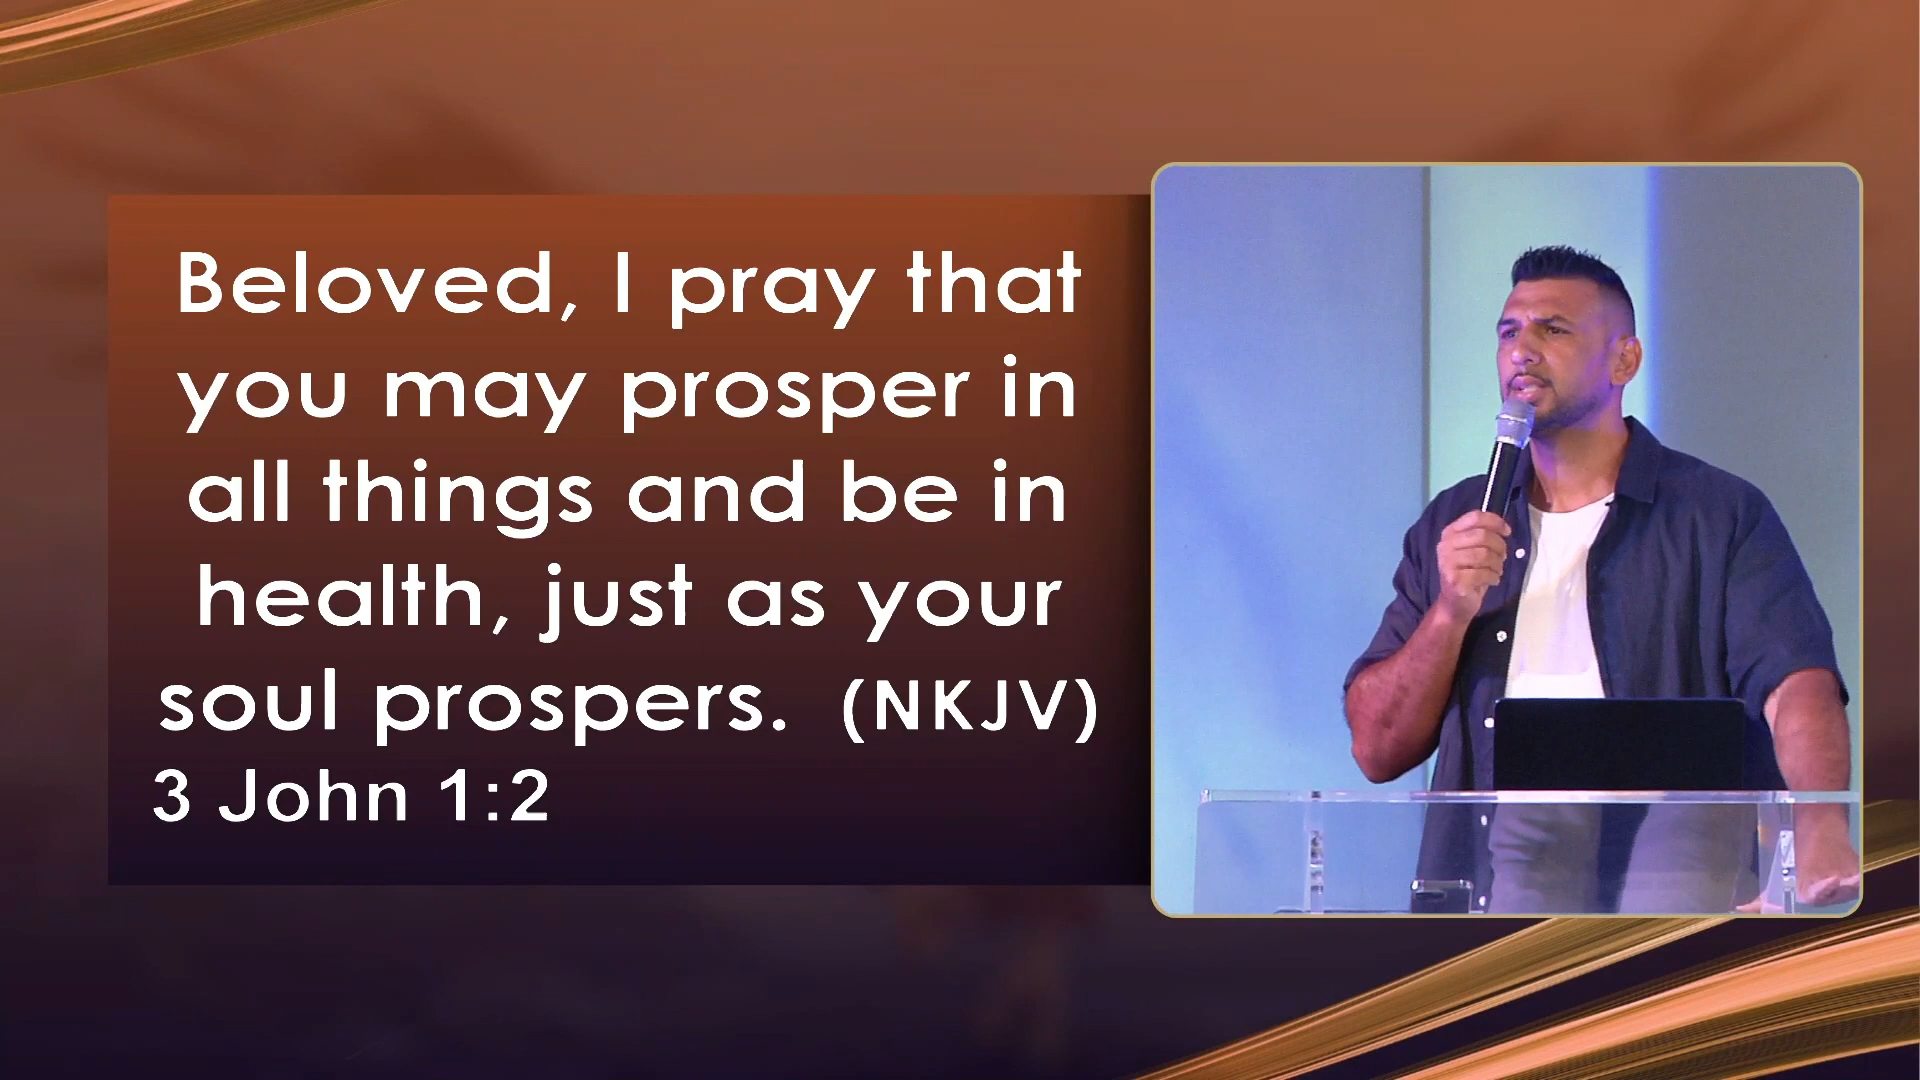 Beloved, I pray that
you may prosper in
all things and be in
health, just as your
soul prospers. (NKJV)
3 John 1:2